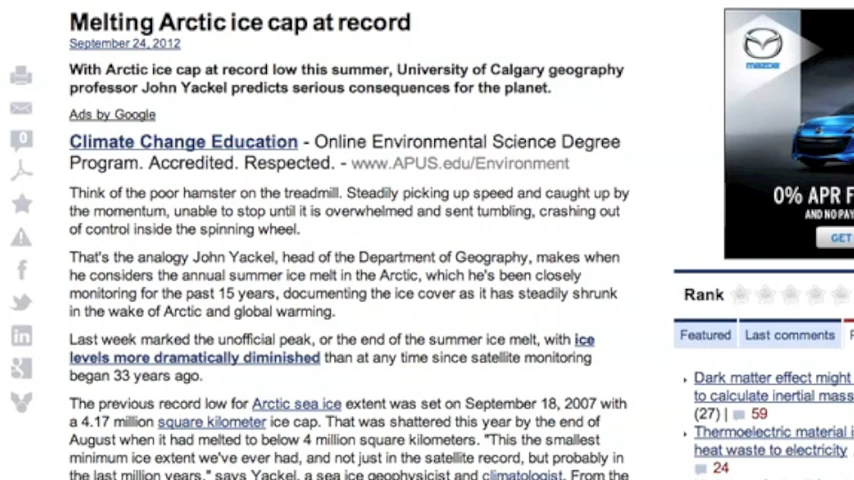 Melting Arctic ice cap at record
September 24, 2012
With Arctic ice cap at record low this summer, University of Calgary geography
professor John Yackel predicts serious consequences for the planet.
Ads by Google
Climate Change Education - Online Environmental Science Degree
Program. Accredited. Respected. - www.APUS.edu/Environment
Think of the poor hamster on the treadmill. Steadily picking up speed and caught up by
the momentum, unable to stop until it is overwhelmed and sent tumbling, crashing out
of control inside the spinning wheel.
That's the analogy John Yackel, head of the Department of Geography, makes when
he considers the annual summer ice melt in the Arctic, which he's been closely
monitoring for the past 15 years, documenting the ice cover as it has steadily shrunk
in the wake of Arctic and global warming.
Last week marked the unofficial peak, or the end of the summer ice melt, with ice
levels more dramatically diminished than at any time since satellite monitoring
began 33 years ago.
The previous record low for Arctic sea ice extent was set on September 18, 2007 with
a 4.17 million square kilometer ice cap. That was shattered this year by the end of
August when it had melted to below 4 million square kilometers. "This the smallest
minimum ice extent we've ever had, and not just in the satellite record, but probably in
the last million years," says Yackel, a sea ice geophysicist and climatologist. From the
0
mazda
0% APR F
AND NO PAY
GET
Rank
Featured Last comments
Dark matter effect might
to calculate inertial mass
(27) | 59
Thermoelectric material i
heat waste to electricity
24